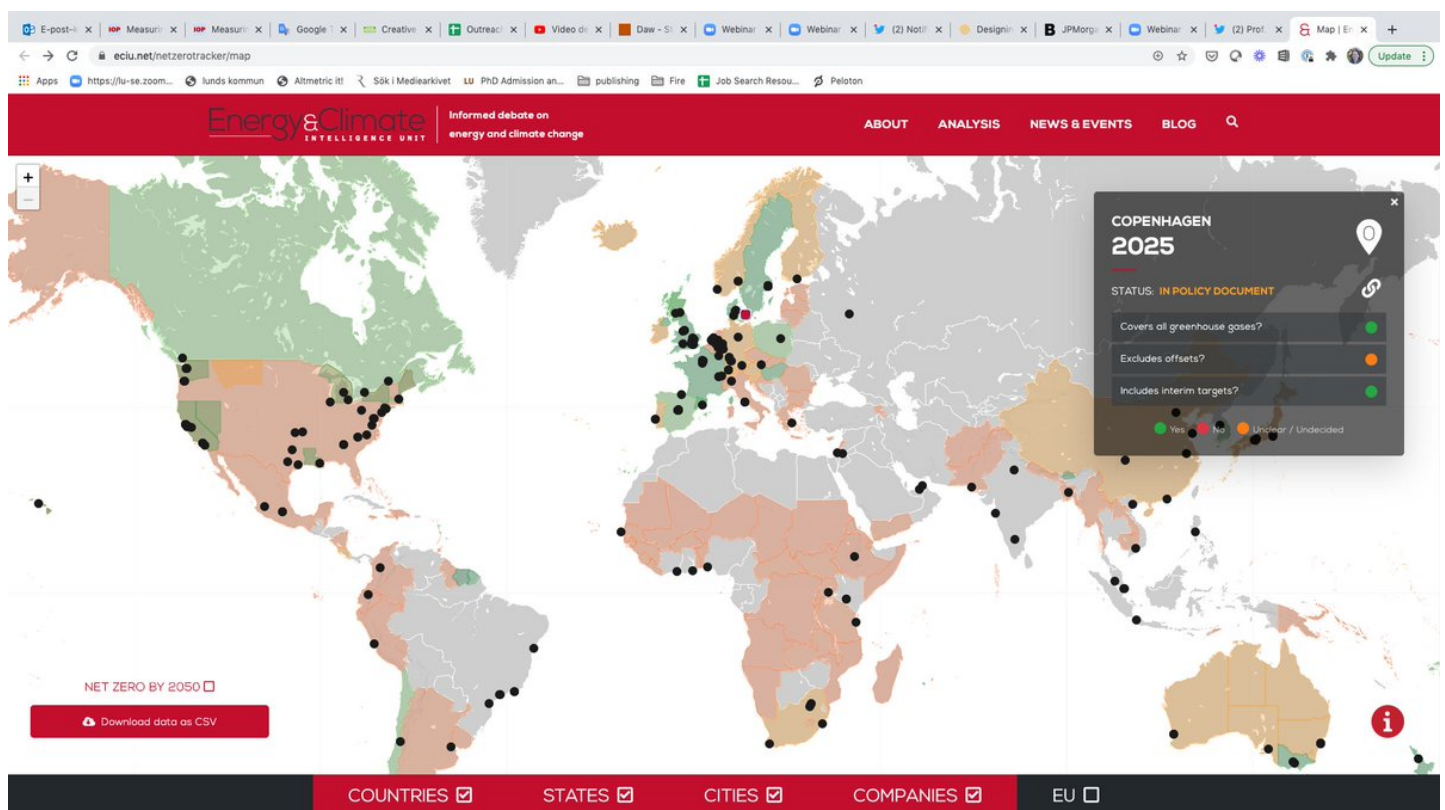 E-post-
Measurin
Measurin
Google T
Creative
Outreac
Video de
Daw - St
Webinar
Webinar
(2) Notifi
Designin
JPMorga
Webinar
(2) Prof.
Map | En
eciu.net/netzerotracker/map
Update
Apps
https://lu-se.zoom...
lunds kommun
Altmetric it!
Sök i Mediearkivet
LU PhD Admission an...
publishing
Fire
Job Search Resou...
Peloton
Energy&Climate
INTELLIGENCE UNIT
Informed debate on
energy and climate change
ABOUT
ANALYSIS
NEWS & EVENTS
BLOG
COPENHAGEN
2025
STATUS: IN POLICY DOCUMENT
Covers all greenhouse gases?
Excludes offsets?
Includes interim targets?
Yes No Unclear / Undecided
NET ZERO BY 2050
Download data as CSV
COUNTRIES
STATES
CITIES
COMPANIES
EU